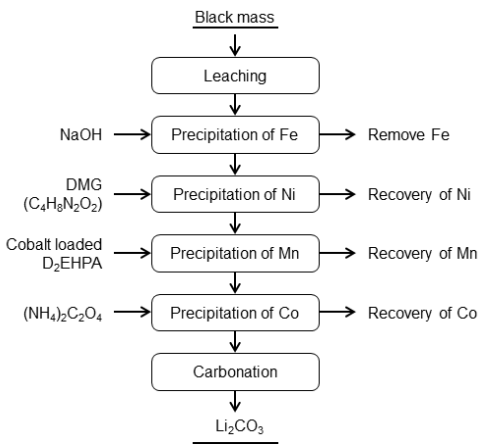 Black mass
Leaching
NaOH
Precipitation of Fe
Remove Fe
DMG
(C₄H₈N₂O₂)
Precipitation of Ni
Recovery of Ni
Cobalt loaded
D₂EHPA
Precipitation of Mn
Recovery of Mn
(NH₄)₂C₂O₄
Precipitation of Co
Recovery of Co
Carbonation
Li₂CO₃